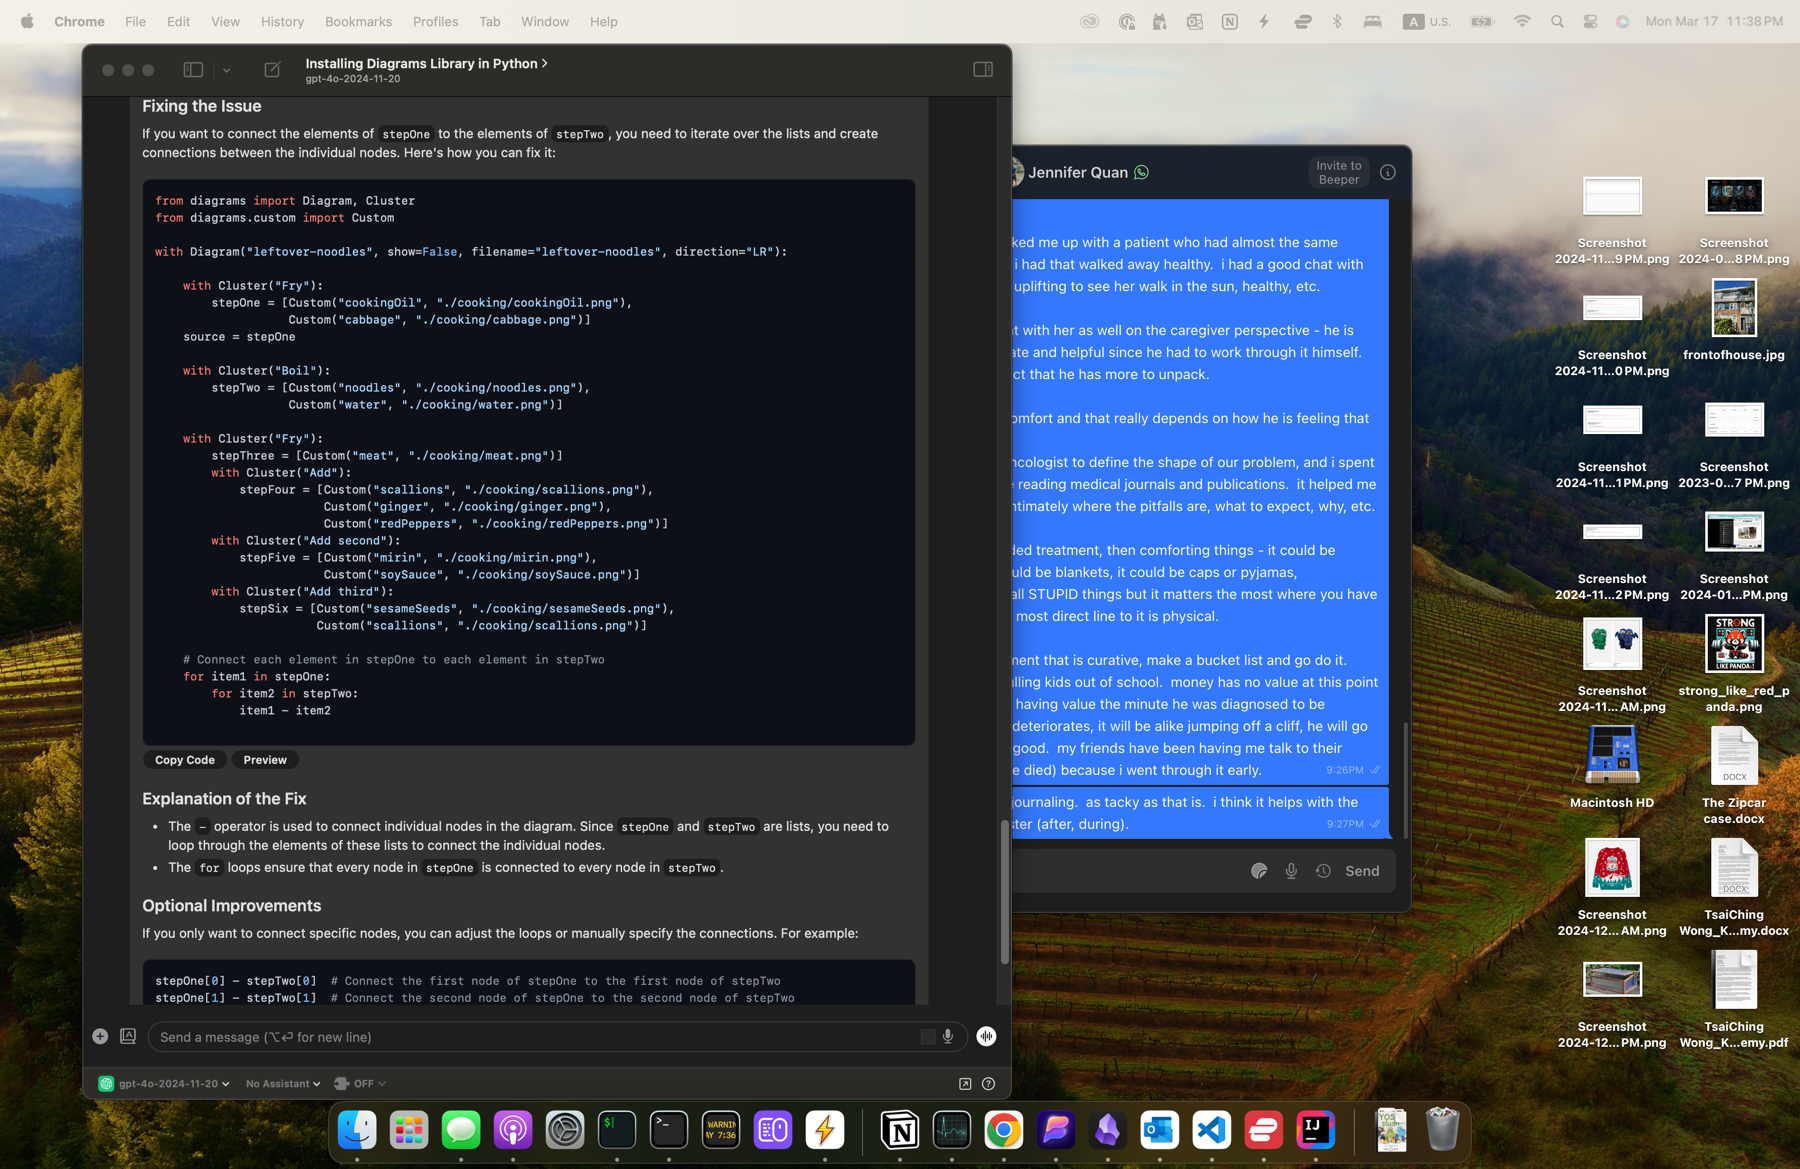 Chrome File Edit View History Bookmarks Profiles Tab Window Help
A U.S.
Mon Mar 17 11:38 PM
Installing Diagrams Library in Python >
gpt-4o-2024-11-20
Fixing the Issue
If you want to connect the elements of stepOne to the elements of stepTwo, you need to iterate over the lists and create
connections between the individual nodes. Here's how you can fix it:
from diagrams import Diagram, Cluster
from diagrams.custom import Custom
with Diagram("leftover-noodles", show=False, filename="leftover-noodles", direction="LR"):
with Cluster("Fry"):
stepOne = [Custom("cookingOil", "./cooking/cookingOil.png"),
Custom("cabbage", "./cooking/cabbage.png")]
source = stepOne
with Cluster("Boil"):
stepTwo = [Custom("noodles", "./cooking/noodles.png"),
Custom("water", "./cooking/water.png")]
with Cluster("Fry"):
stepThree = [Custom("meat", "./cooking/meat.png")]
with Cluster("Add"):
stepFour = [Custom("scallions", "./cooking/scallions.png"),
Custom("ginger", "./cooking/ginger.png"),
Custom("redPeppers", "./cooking/redPeppers.png")]
with Cluster("Add second"):
stepFive = [Custom("mirin", "./cooking/mirin.png"),
Custom("soySauce", "./cooking/soySauce.png")]
with Cluster("Add third"):
stepSix = [Custom("sesameSeeds", "./cooking/sesameSeeds.png"),
Custom("scallions", "./cooking/scallions.png")]
# Connect each element in stepOne to each element in stepTwo
for item1 in stepOne:
for item2 in stepTwo:
item1 - item2
Copy Code Preview
Explanation of the Fix
• The - operator is used to connect individual nodes in the diagram. Since stepOne and stepTwo are lists, you need to
loop through the elements of these lists to connect the individual nodes.
• The for loops ensure that every node in stepOne is connected to every node in stepTwo.
Optional Improvements
If you only want to connect specific nodes, you can adjust the loops or manually specify the connections. For example:
stepOne[0] - stepTwo[0] # Connect the first node of stepOne to the first node of stepTwo
stepOne[1] - stepTwo[1] # Connect the second node of stepOne to the second node of stepTwo
Send a message (⌥↵ for new line)
gpt-4o-2024-11-20 No Assistant OFF
Jennifer Quan
Invite to
Beeper
ked me up with a patient who had almost the same
i had that walked away healthy. i had a good chat with
uplifting to see her walk in the sun, healthy, etc.
t with her as well on the caregiver perspective - he is
ate and helpful since he had to work through it himself.
ct that he has more to unpack.
omfort and that really depends on how he is feeling that
ncologist to define the shape of our problem, and i spent
reading medical journals and publications. it helped me
ntimately where the pitfalls are, what to expect, why, etc.
ded treatment, then comforting things - it could be
uld be blankets, it could be caps or pyjamas,
all STUPID things but it matters the most where you have
most direct line to it is physical.
ment that is curative, make a bucket list and go do it.
lling kids out of school. money has no value at this point
having value the minute he was diagnosed to be
deteriorates, it will be alike jumping off a cliff, he will go
good. my friends have been having me talk to their
e died) because i went through it early.
9:26PM
journaling. as tacky as that is. i think it helps with the
ster (after, during).
9:27PM
Send
Screenshot
2024-11...9 PM.png
Screenshot
2024-0...8 PM.png
Screenshot
2024-11...0 PM.png
frontofhouse.jpg
Screenshot
2024-11...1 PM.png
Screenshot
2023-0...7 PM.png
Screenshot
2024-11...2 PM.png
Screenshot
2024-01...PM.png
STRONG
LIKE PANDA!
Screenshot
2024-11... AM.png
strong_like_red_p
anda.png
Macintosh HD
DOCX
The Zipcar
case.docx
Screenshot
2024-12... AM.png
DOCX
TsaiChing
Wong_K...my.docx
Screenshot
2024-12... PM.png
TsaiChing
Wong_K...emy.pdf
WARNIN
AY 7:36
IJ